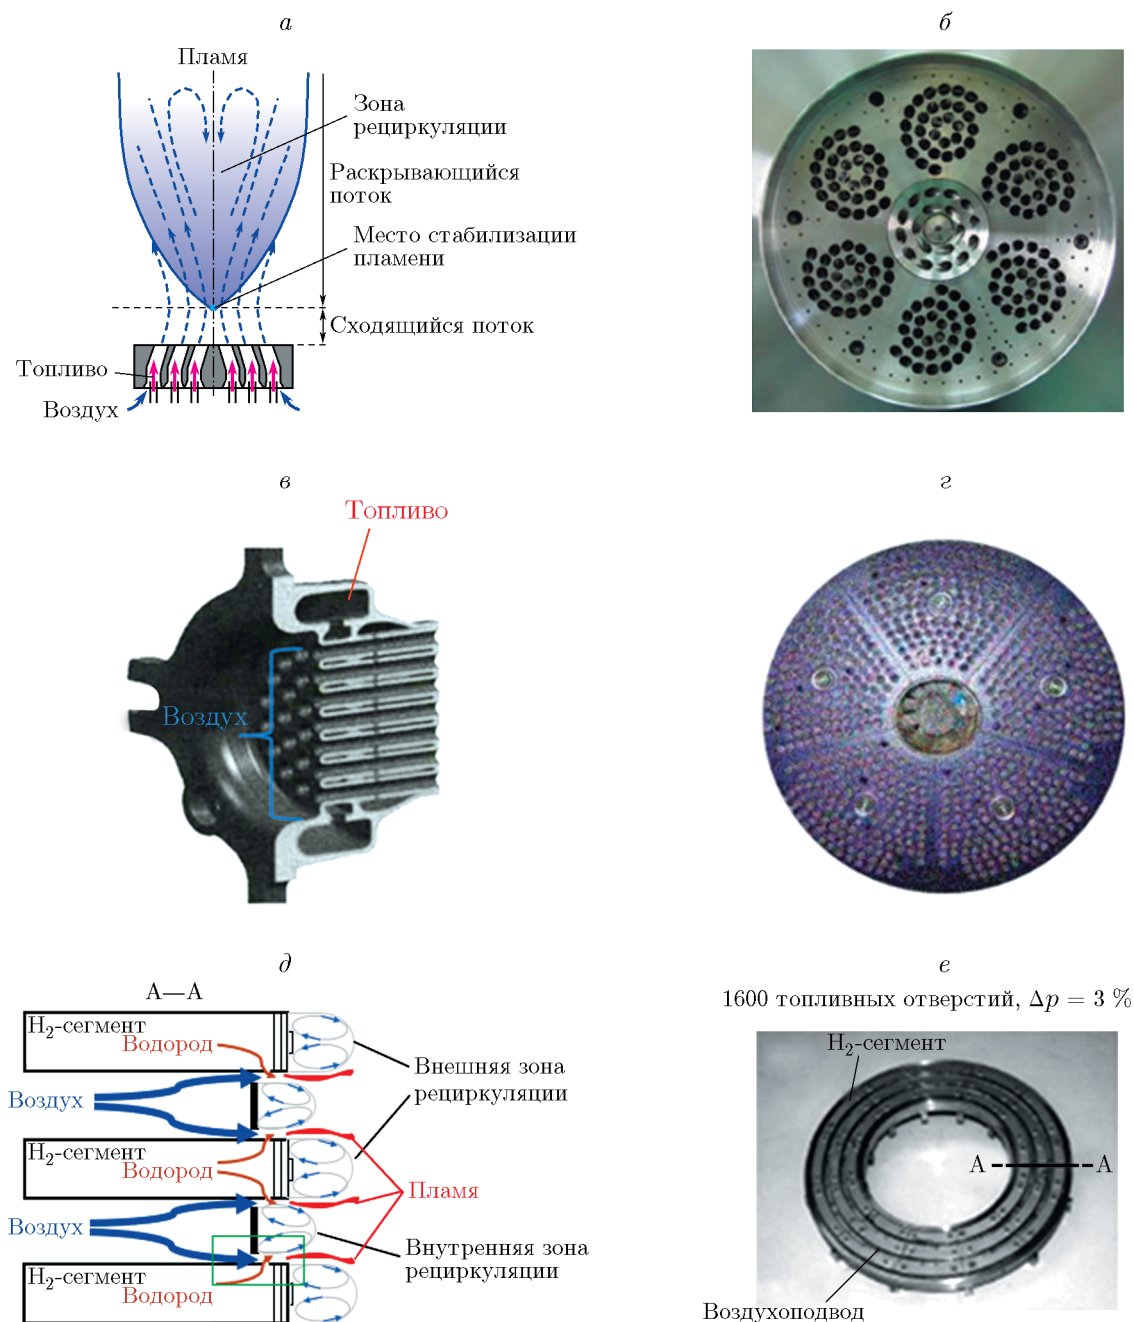 а
Пламя
Зона
рециркуляции
Раскрывающийся
поток
Место стабилизации
пламени
Сходящийся поток
Топливо
Воздух
б
в
Топливо
Воздух
г
д
А—А
H₂-сегмент
Водород
Воздух
H₂-сегмент
Водород
Воздух
H₂-сегмент
Водород
Внешняя зона
рециркуляции
Пламя
Внутренняя зона
рециркуляции
е
1600 топливных отверстий, Δp = 3 %
H₂-сегмент
А А
Воздухоподвод